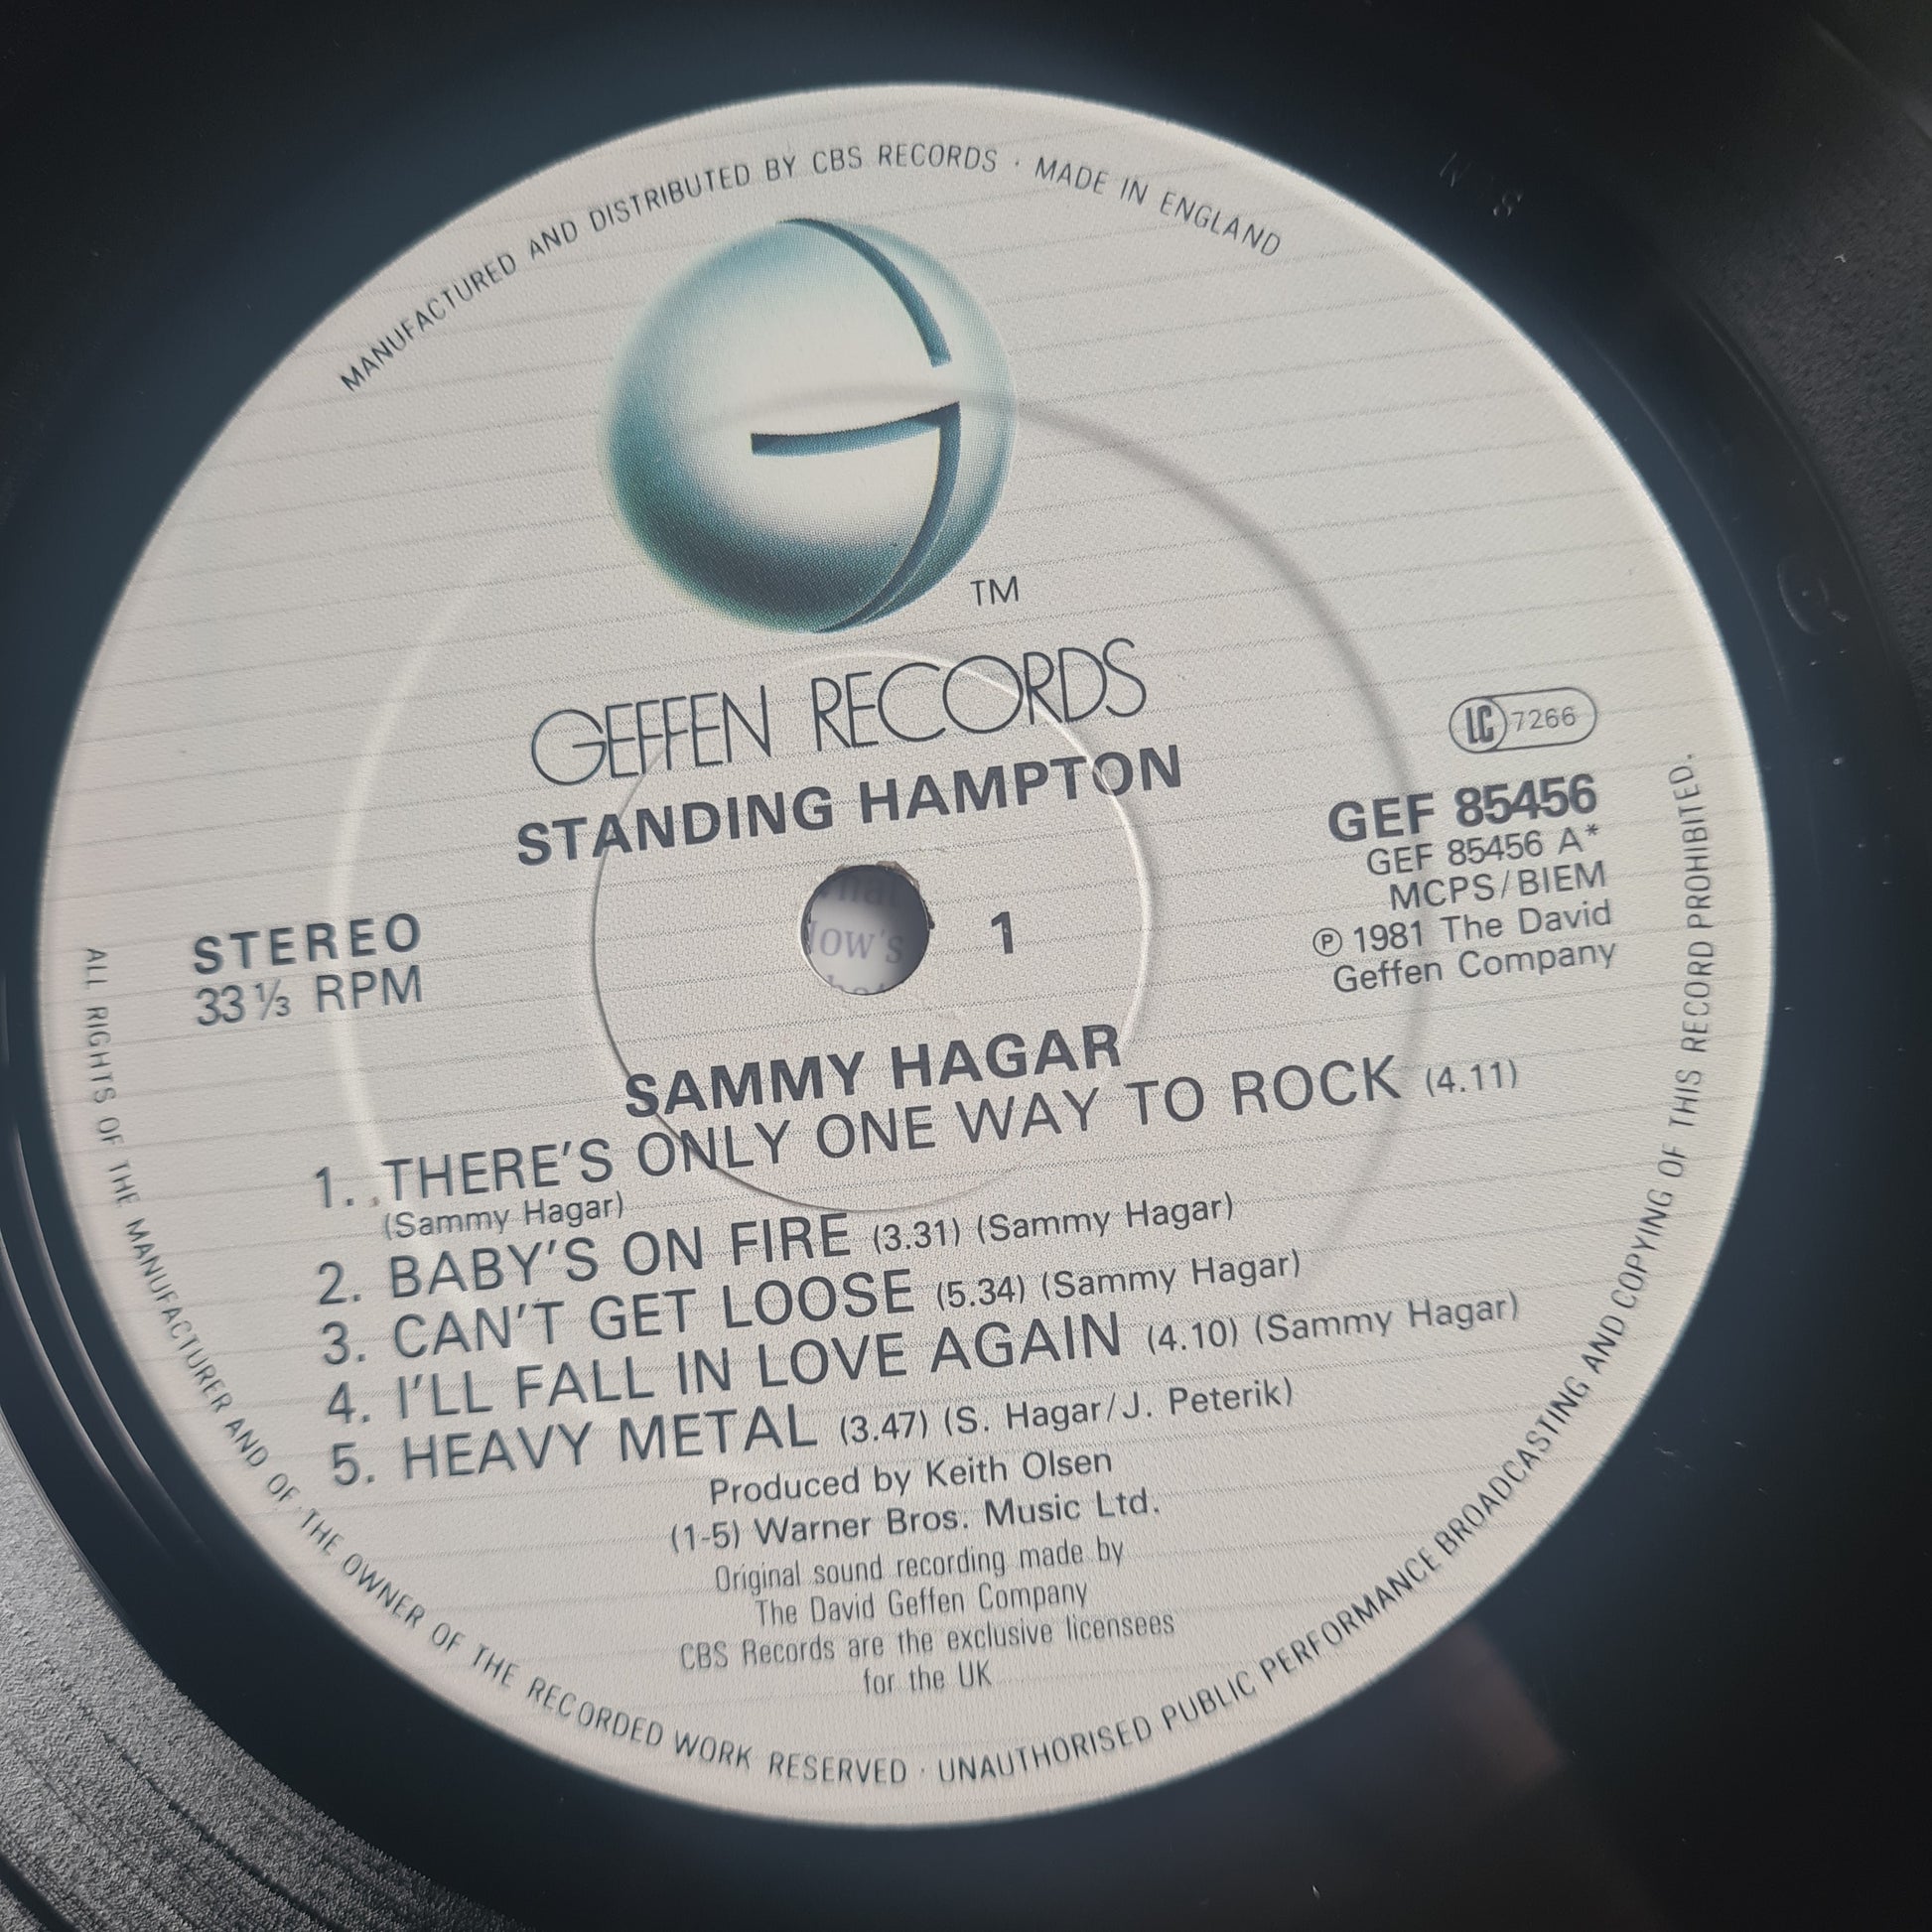 MANUFACTURED AND DISTRIBUTED BY CBS RECORDS · MADE IN ENGLAND
TM
GEFFEN RECORDS
STANDING HAMPTON
LC 7266
GEF 85456
GEF 85456 A*
MCPS/BIEM
℗ 1981 The David
Geffen Company
STEREO
33⅓ RPM
1
low's
SAMMY HAGAR
1. THERE'S ONLY ONE WAY TO ROCK (4.11)
(Sammy Hagar)
2. BABY'S ON FIRE (3.31) (Sammy Hagar)
3. CAN'T GET LOOSE (5.34) (Sammy Hagar)
4. I'LL FALL IN LOVE AGAIN (4.10) (Sammy Hagar)
5. HEAVY METAL (3.47) (S. Hagar/J. Peterik)
Produced by Keith Olsen
(1-5) Warner Bros. Music Ltd.
Original sound recording made by
The David Geffen Company
CBS Records are the exclusive licensees
for the UK
ALL RIGHTS OF THE MANUFACTURER AND OF THE OWNER OF THE RECORDED WORK RESERVED · UNAUTHORISED PUBLIC PERFORMANCE BROADCASTING AND COPYING OF THIS RECORD PROHIBITED.